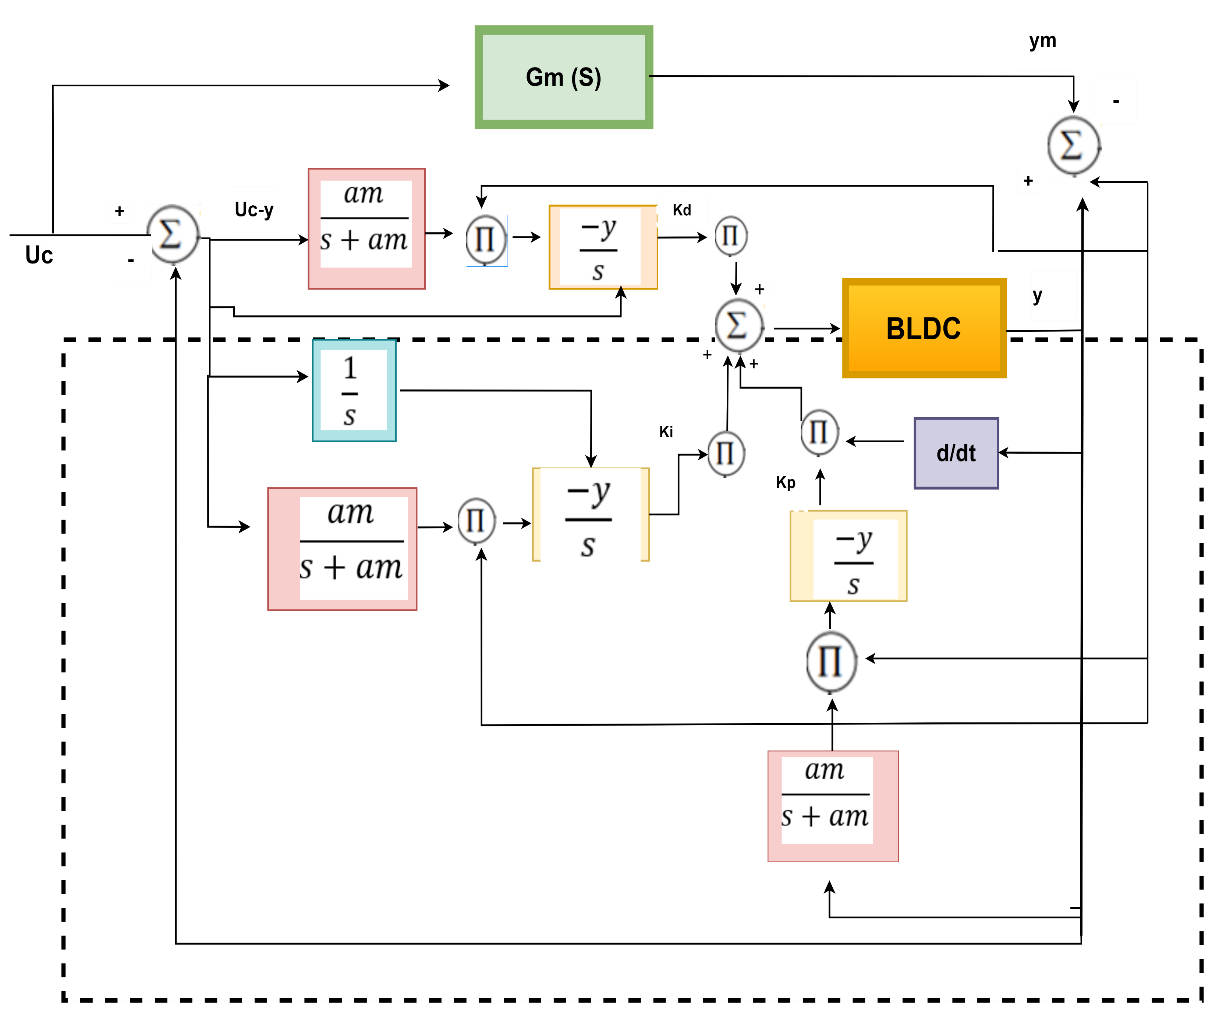 ym
Gm (S)
-
Σ
+
am
s + am
+
Uc-y
Kd
Σ
Π
−y
s
Π
Uc
-
+
y
Σ
BLDC
+
+
1
s
Ki
Π
Π
d/dt
Kp
am
s + am
Π
−y
s
−y
s
Π
am
s + am